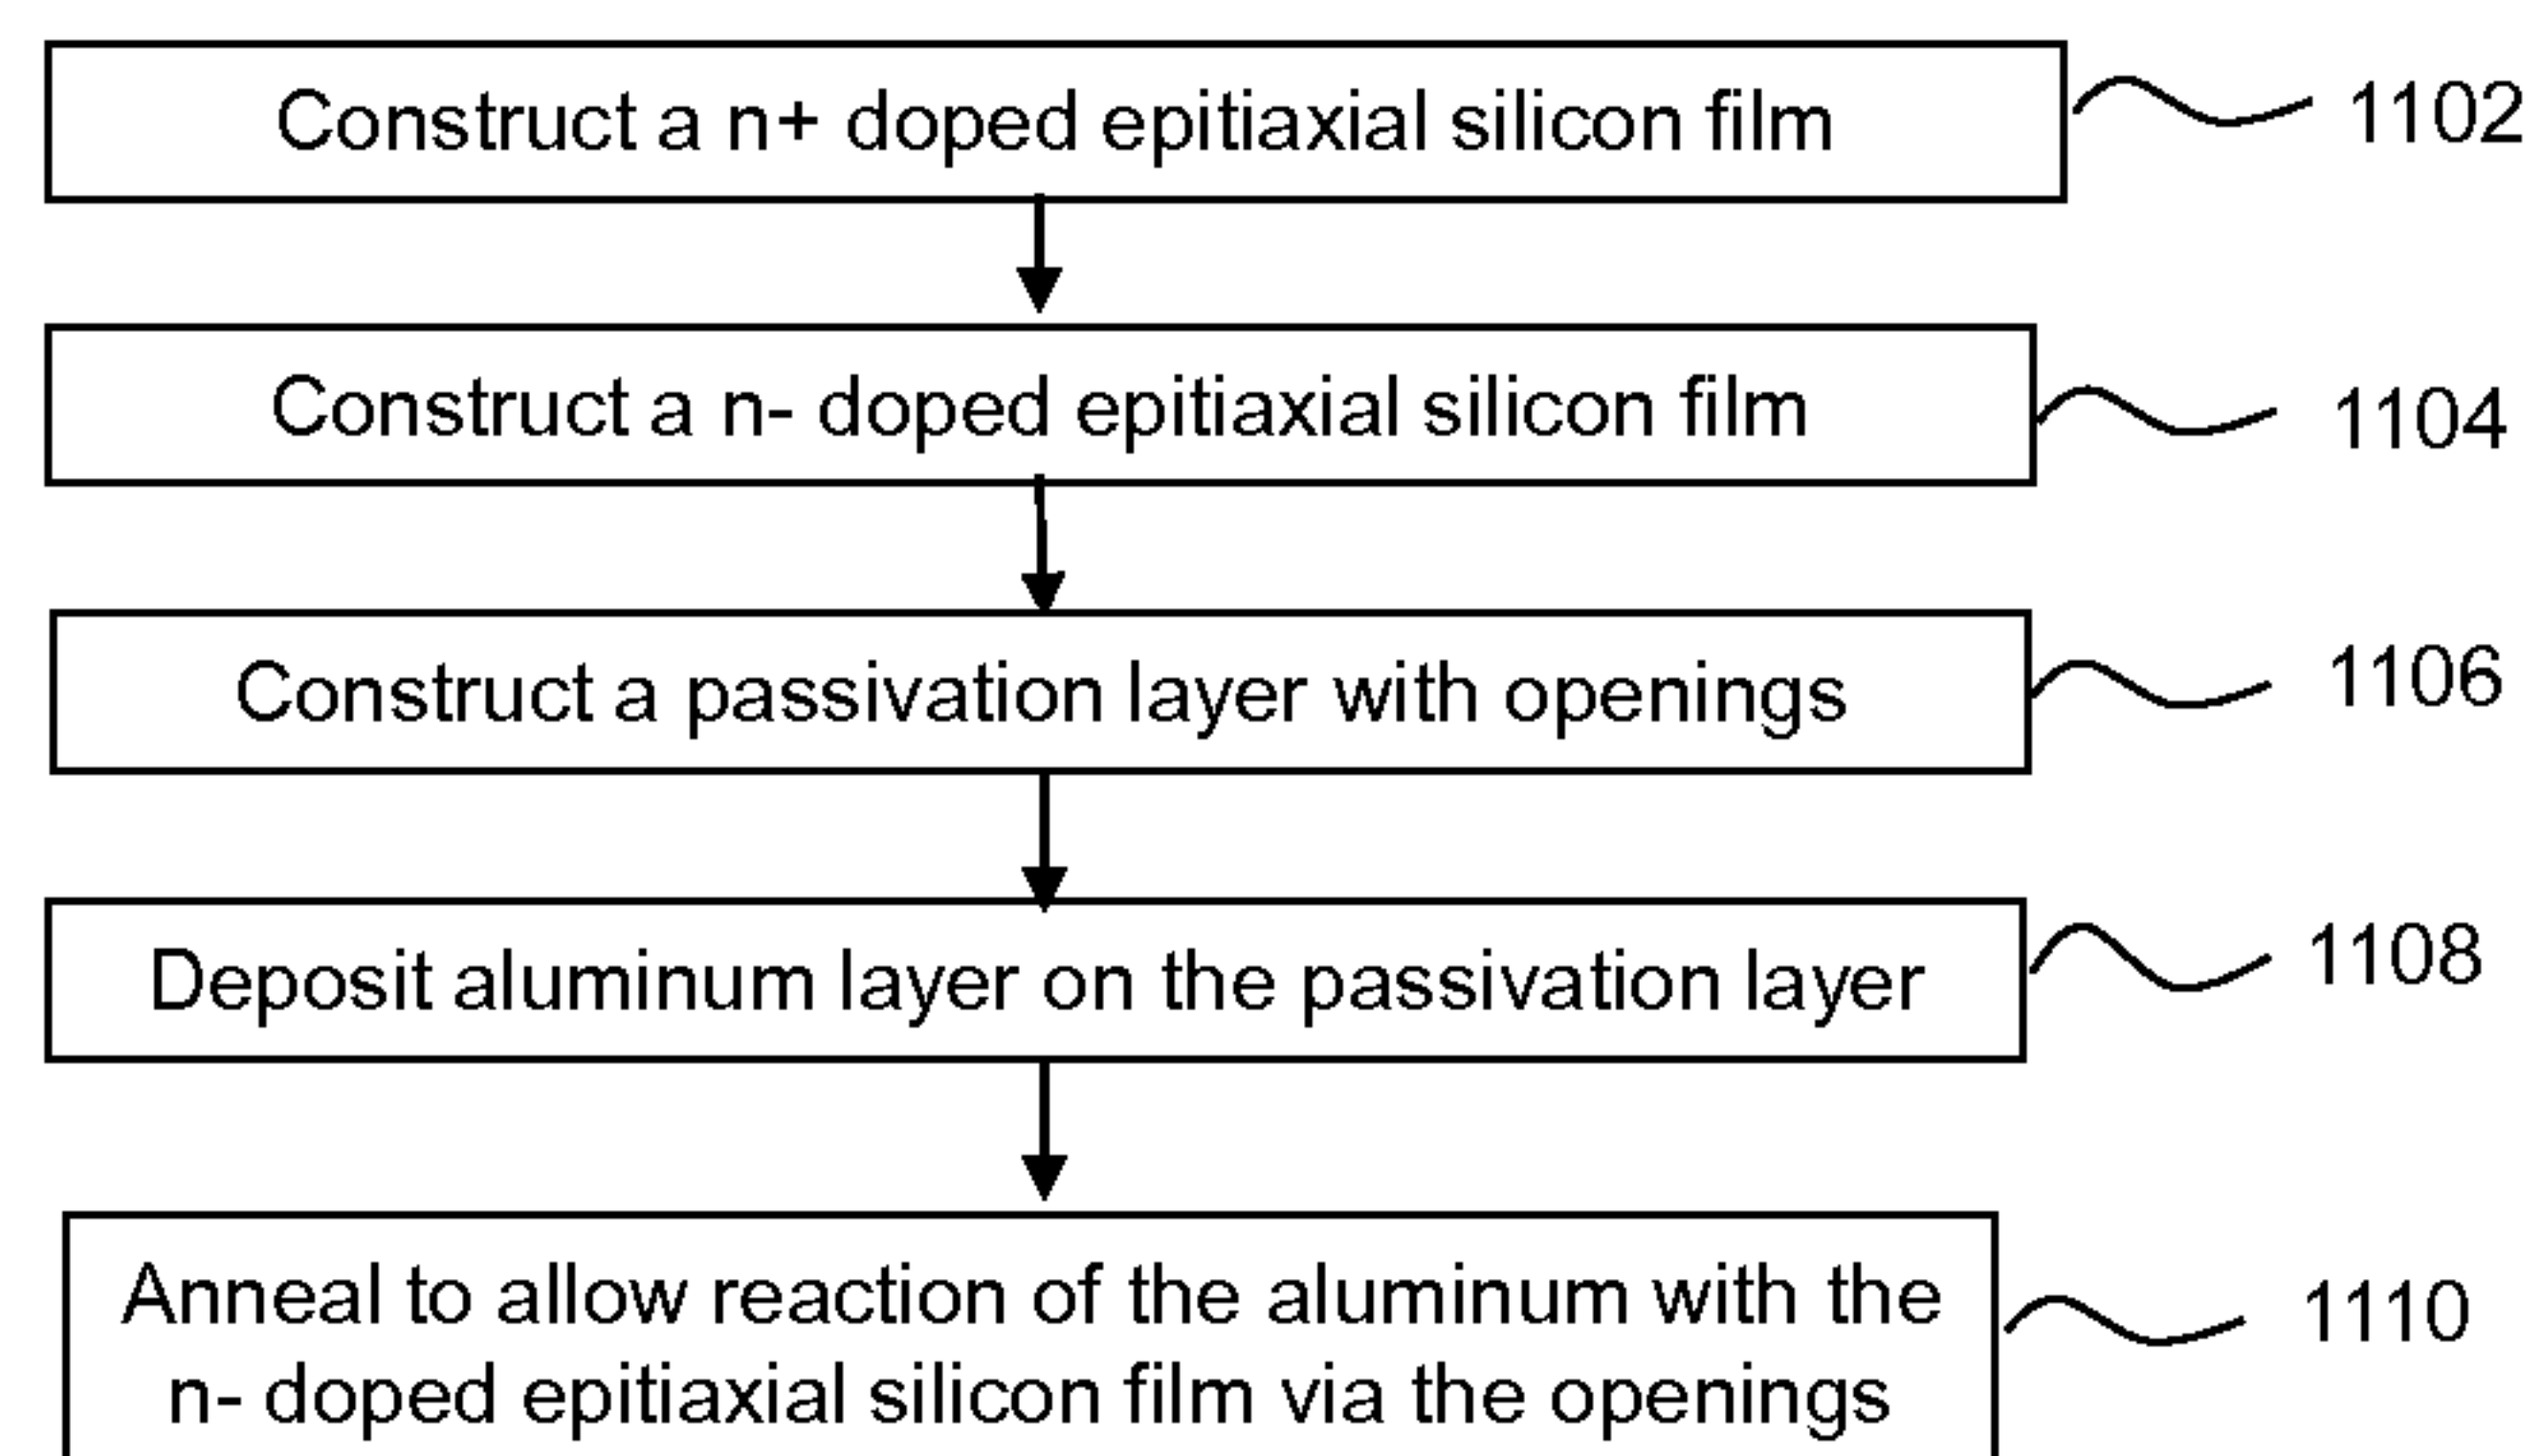 Construct a n+ doped epitiaxial silicon film
1102
Construct a n- doped epitiaxial silicon film
1104
Construct a passivation layer with openings
1106
Deposit aluminum layer on the passivation layer
1108
Anneal to allow reaction of the aluminum with the
n- doped epitiaxial silicon film via the openings
1110